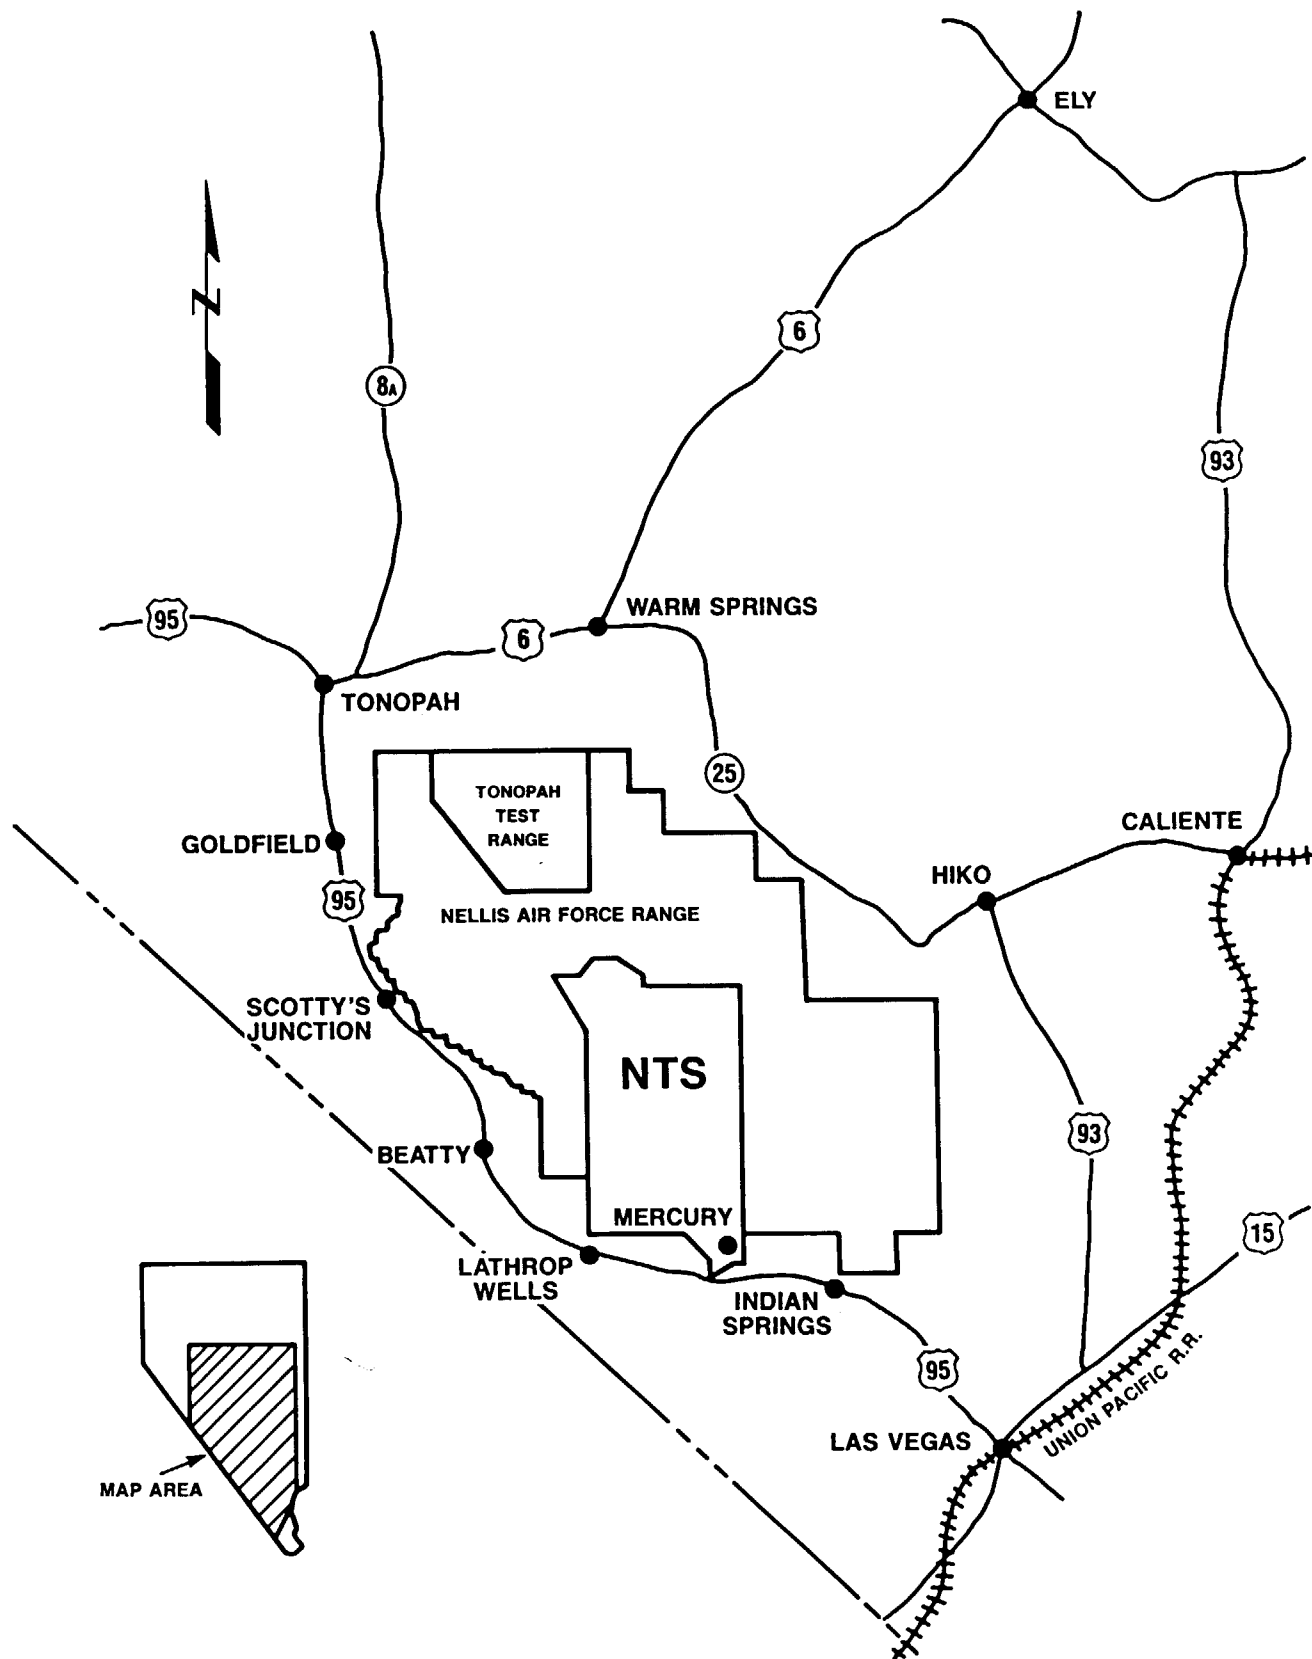 ELY
N
6
8A
93
95
WARM SPRINGS
6
TONOPAH
25
TONOPAH
TEST
RANGE
CALIENTE
GOLDFIELD
HIKO
95
NELLIS AIR FORCE RANGE
SCOTTY'S
JUNCTION
NTS
93
BEATTY
MERCURY
15
LATHROP
WELLS
INDIAN
SPRINGS
95
UNION PACIFIC R.R.
LAS VEGAS
MAP AREA